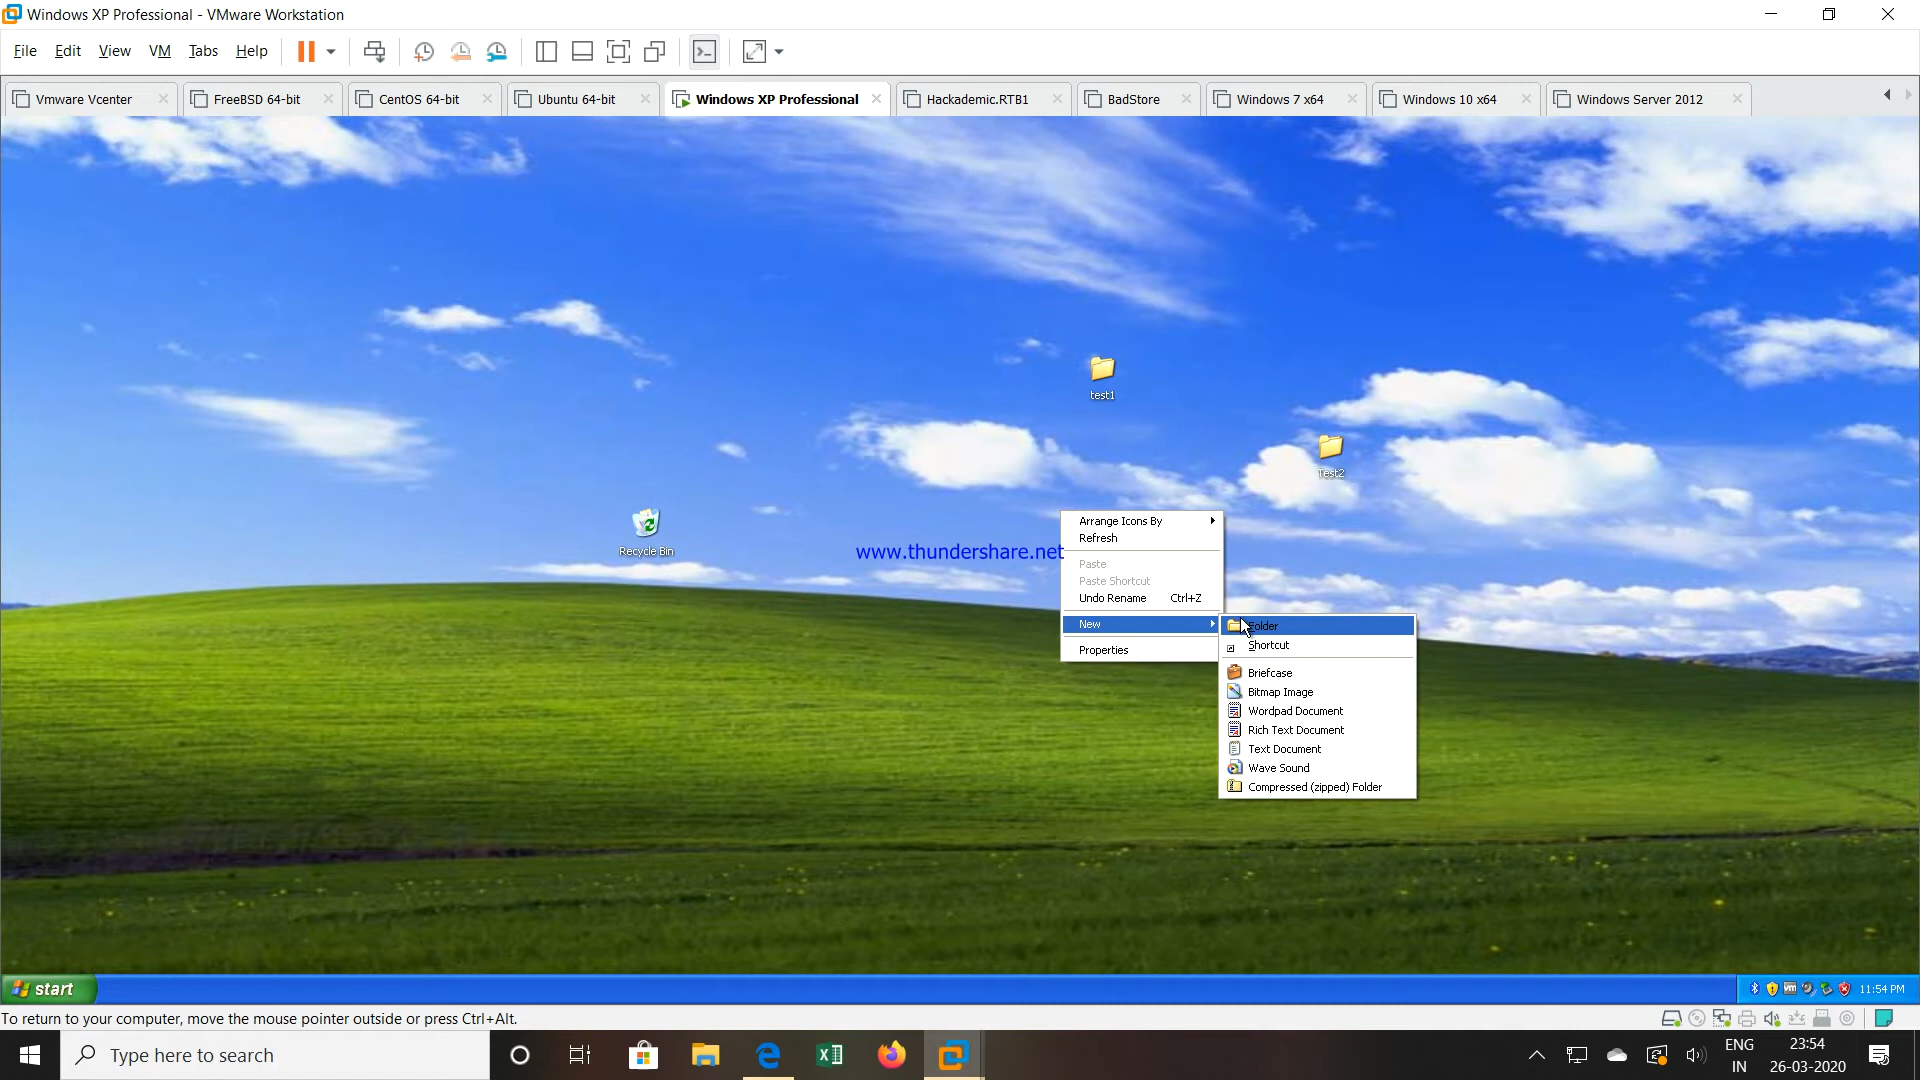 Windows XP Professional - VMware Workstation
File Edit View VM Tabs Help
Vmware Vcenter FreeBSD 64-bit CentOS 64-bit Ubuntu 64-bit Windows XP Professional Hackademic.RTB1 BadStore Windows 7 x64 Windows 10 x64 Windows Server 2012
test1
Test2
Recycle Bin
www.thundershare.net
Arrange Icons By
Refresh
Paste
Paste Shortcut
Undo Rename Ctrl+Z
New
Properties
Folder
Shortcut
Briefcase
Bitmap Image
Wordpad Document
Rich Text Document
Text Document
Wave Sound
Compressed (zipped) Folder
start
11:54 PM
To return to your computer, move the mouse pointer outside or press Ctrl+Alt.
Type here to search
ENG
IN
23:54
26-03-2020